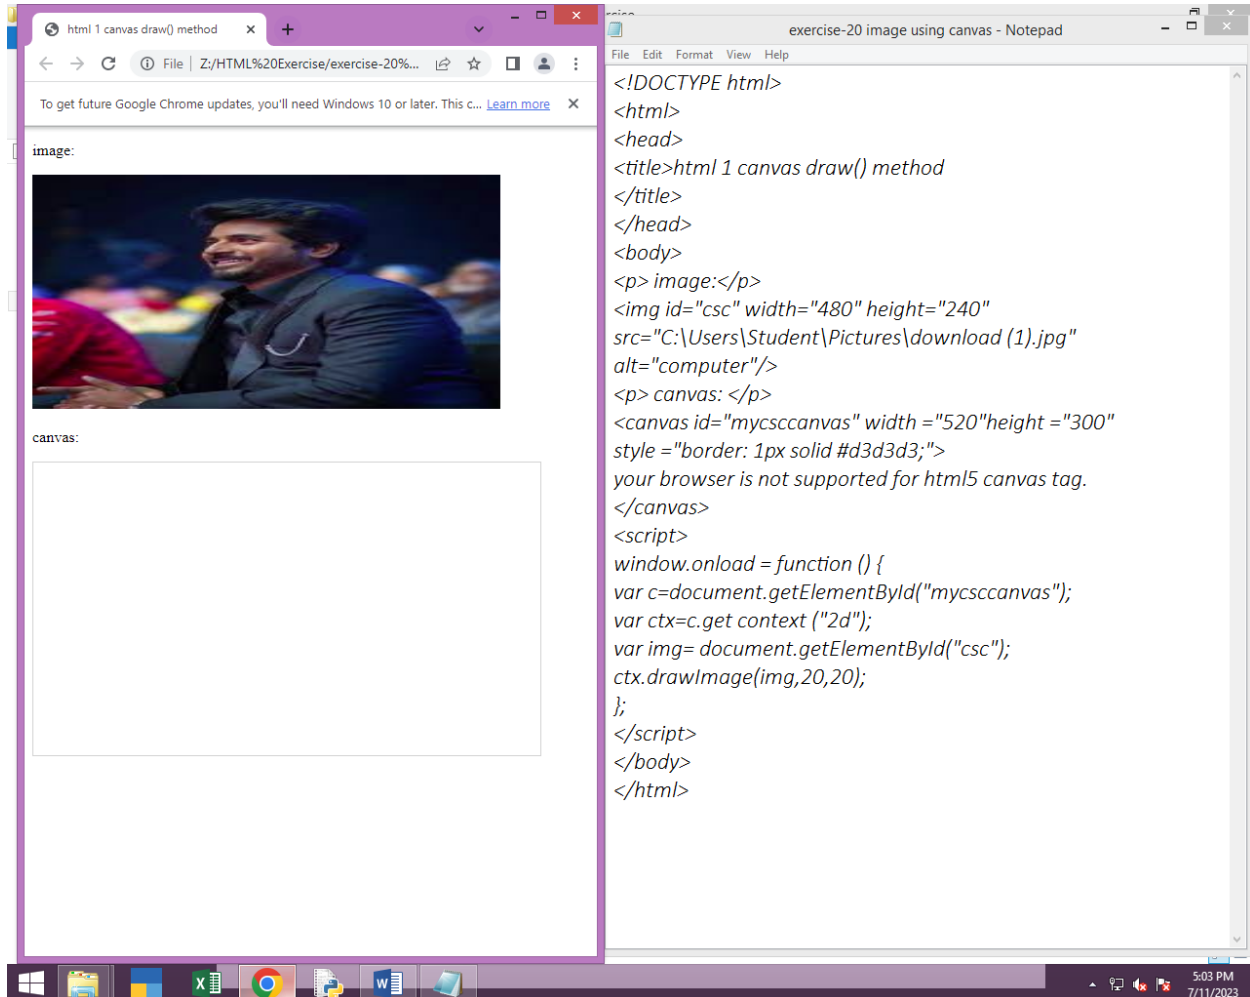 html 1 canvas draw() method
File Z:/HTML%20Exercise/exercise-20%...
To get future Google Chrome updates, you'll need Windows 10 or later. This c... Learn more
image:
canvas:
exercise-20 image using canvas - Notepad
File Edit Format View Help
<!DOCTYPE html>
<html>
<head>
<title>html 1 canvas draw() method
</title>
</head>
<body>
<p> image:</p>
<img id="csc" width="480" height="240"
src="C:\Users\Student\Pictures\download (1).jpg"
alt="computer"/>
<p> canvas: </p>
<canvas id="mycsccanvas" width ="520"height ="300"
style ="border: 1px solid #d3d3d3;">
your browser is not supported for html5 canvas tag.
</canvas>
<script>
window.onload = function () {
var c=document.getElementById("mycsccanvas");
var ctx=c.get context ("2d");
var img= document.getElementById("csc");
ctx.drawImage(img,20,20);
};
</script>
</body>
</html>
5:03 PM
7/11/2023